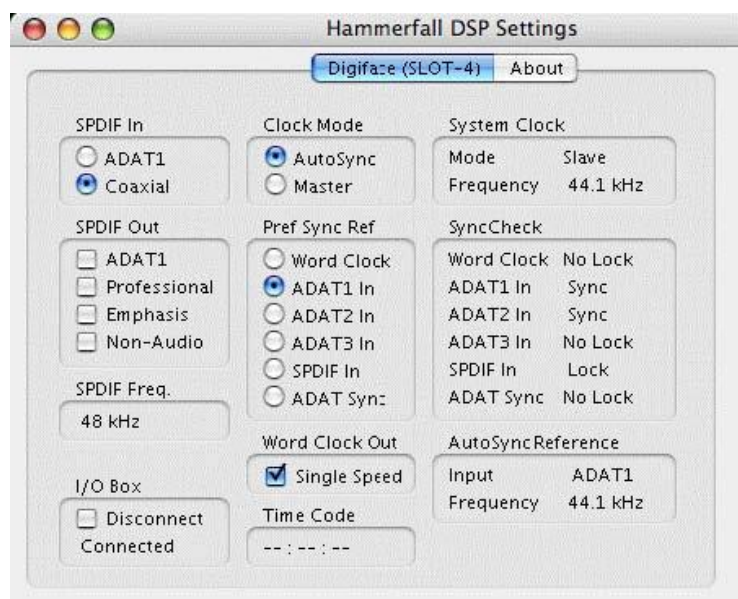 Hammerfall DSP Settings
Digiface (SLOT-4) About
SPDIF In
ADAT1
Coaxial
SPDIF Out
ADAT1
Professional
Emphasis
Non-Audio
SPDIF Freq.
48 kHz
I/O Box
Disconnect
Connected
Clock Mode
AutoSync
Master
Pref Sync Ref
Word Clock
ADAT1 In
ADAT2 In
ADAT3 In
SPDIF In
ADAT Sync
Word Clock Out
Single Speed
Time Code
-- : -- : --
System Clock
Mode Slave
Frequency 44.1 kHz
SyncCheck
Word Clock No Lock
ADAT1 In Sync
ADAT2 In Sync
ADAT3 In No Lock
SPDIF In Lock
ADAT Sync No Lock
AutoSyncReference
Input ADAT1
Frequency 44.1 kHz